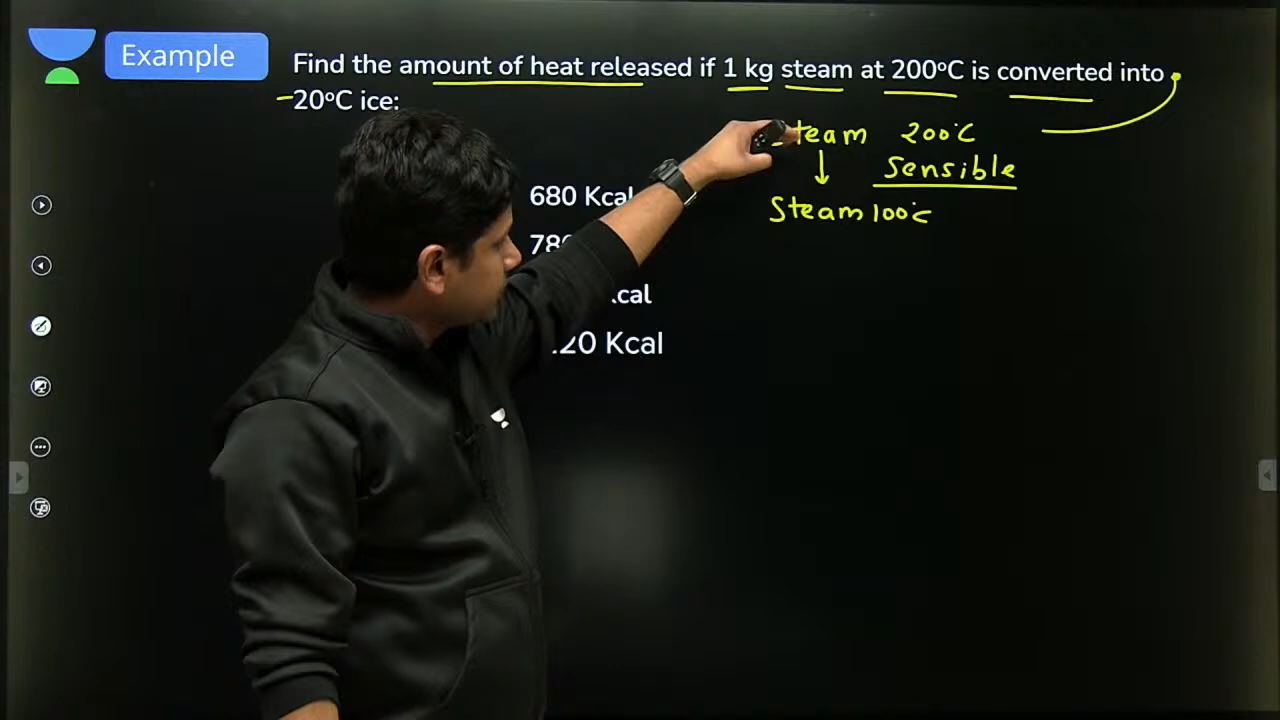 Example
Find the amount of heat released if 1 kg steam at 200°C is converted into
-20°C ice:
team 200°C
Sensible
Steam 100°C
680 Kcal
78
cal
20 Kcal